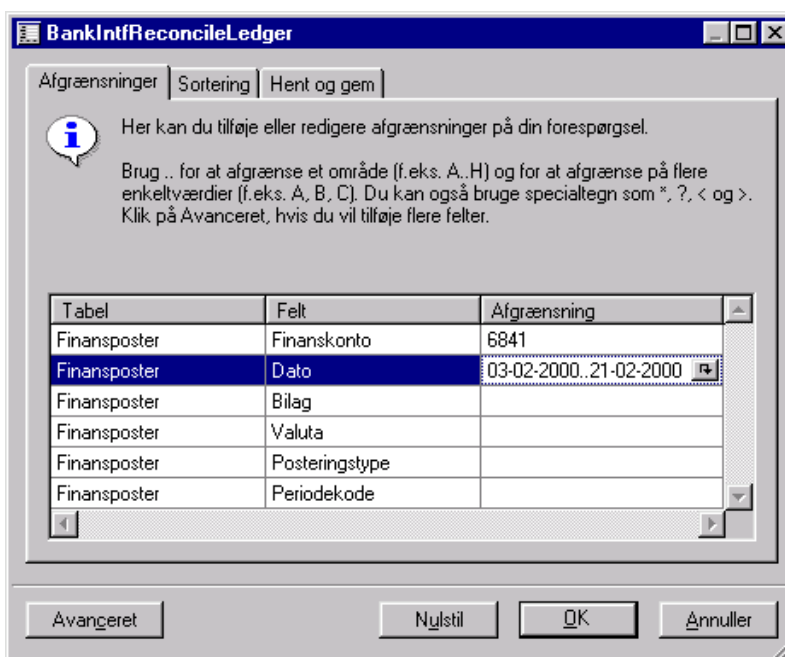 BankIntfReconcileLedger
Afgrænsninger Sortering Hent og gem
Her kan du tilføje eller redigere afgrænsninger på din forespørgsel.
Brug .. for at afgrænse et område (f.eks. A..H) og for at afgrænse på flere
enkeltværdier (f.eks. A, B, C). Du kan også bruge specialtegn som *, ?, < og >.
Klik på Avanceret, hvis du vil tilføje flere felter.
Tabel Felt Afgrænsning
Finansposter Finanskonto 6841
Finansposter Dato 03-02-2000..21-02-2000
Finansposter Bilag
Finansposter Valuta
Finansposter Posteringstype
Finansposter Periodekode
Avanceret Nulstil OK Annuller